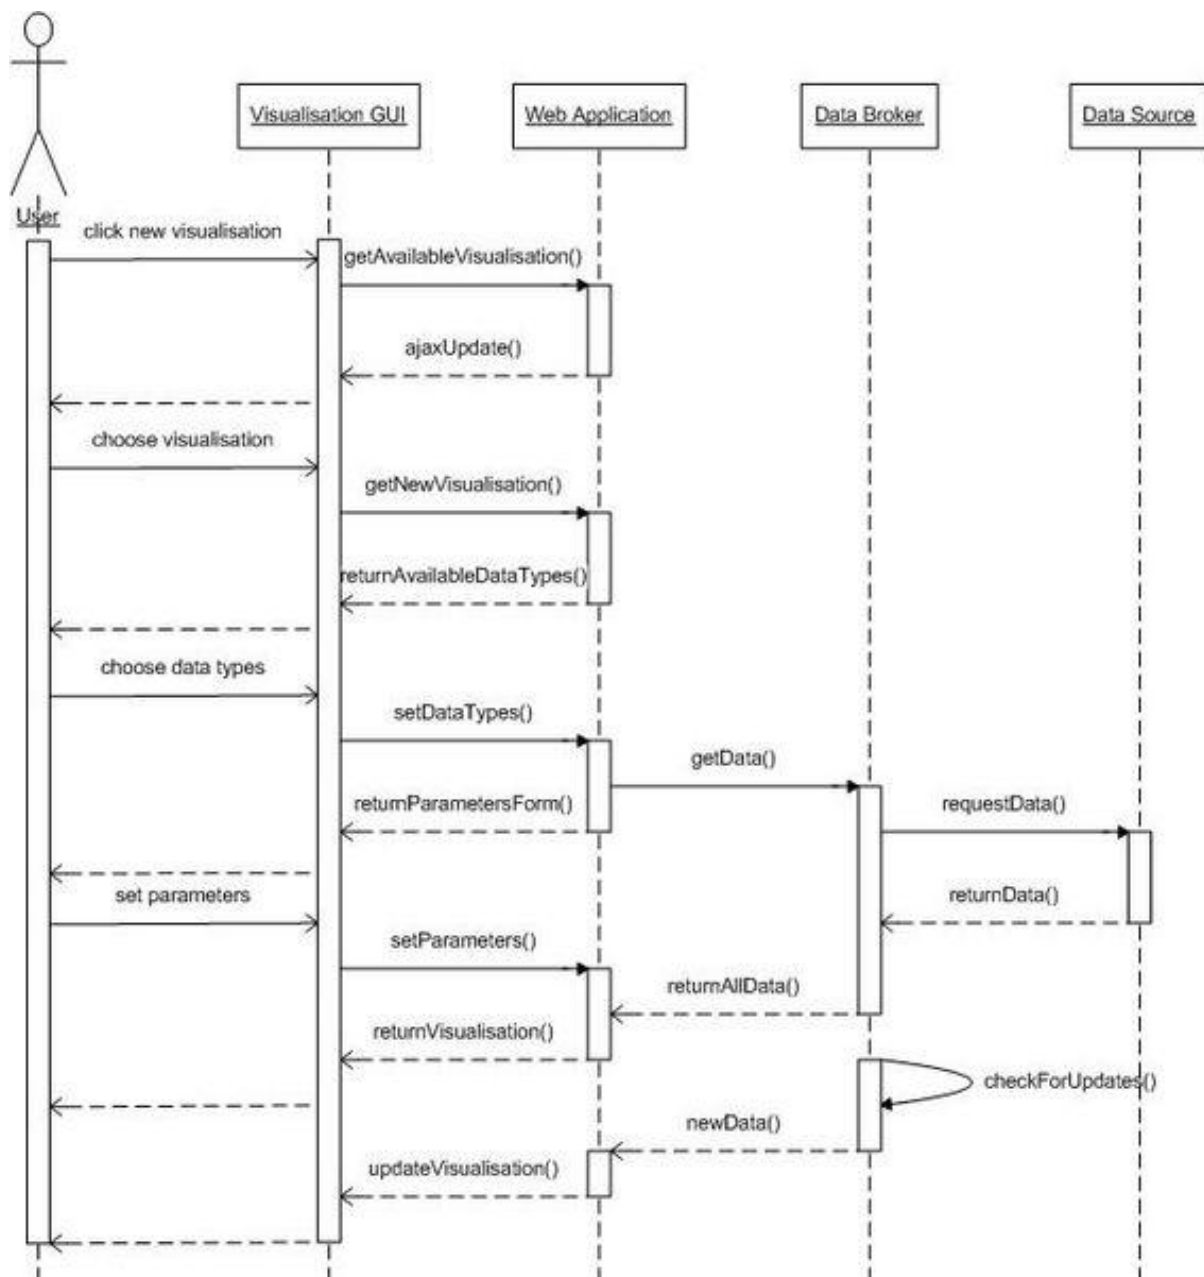 Visualisation GUI
Web Application
Data Broker
Data Source
User
click new visualisation
getAvailableVisualisation()
ajaxUpdate()
choose visualisation
getNewVisualisation()
returnAvailableDataTypes()
choose data types
setDataTypes()
getData()
returnParametersForm()
requestData()
set parameters
returnData()
setParameters()
returnAllData()
returnVisualisation()
checkForUpdates()
newData()
updateVisualisation()